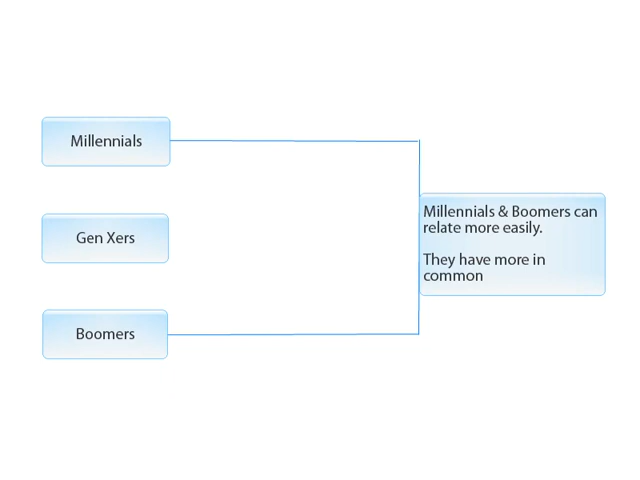 Millennials
Gen Xers
Boomers
Millennials & Boomers can
relate more easily.
They have more in
common